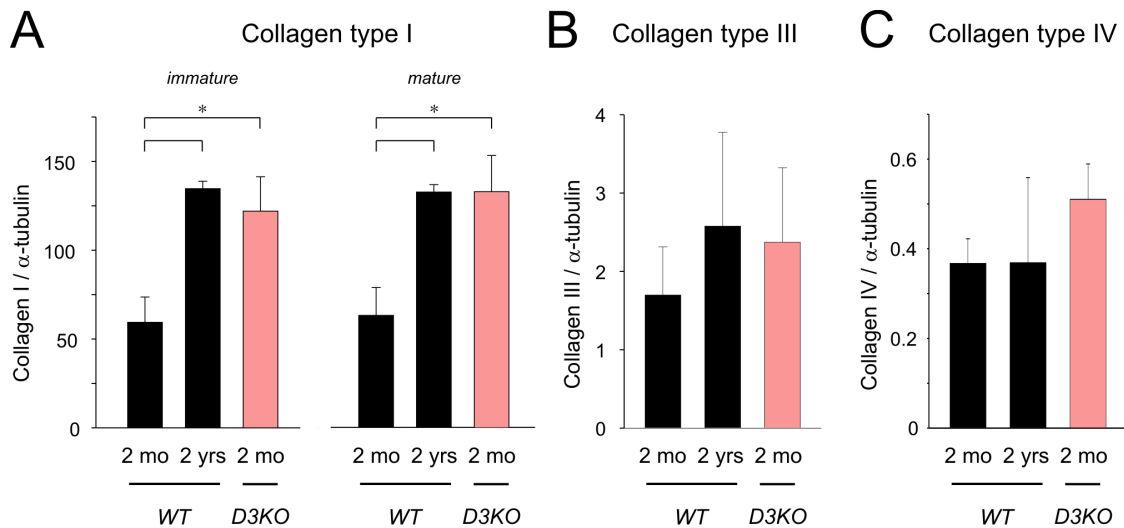 A
Collagen type I
immature
mature
*
*
Collagen I / α-tubulin
150
100
50
0
2 mo 2 yrs 2 mo
WT D3KO
2 mo 2 yrs 2 mo
WT D3KO
B
Collagen type III
Collagen III / α-tubulin
4
3
2
1
0
2 mo 2 yrs 2 mo
WT D3KO
C
Collagen type IV
Collagen IV / α-tubulin
0.6
0.4
0.2
0
2 mo 2 yrs 2 mo
WT D3KO